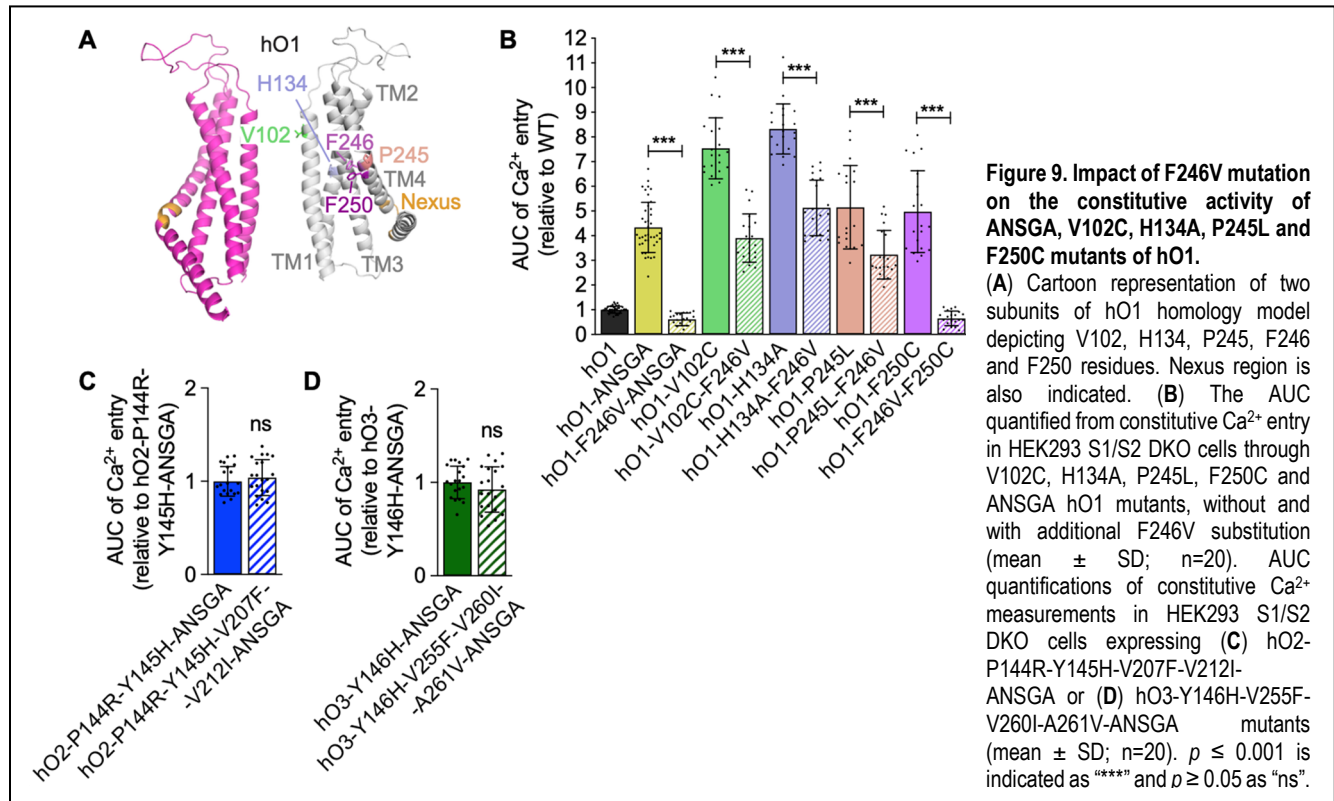 A
hO1
H134
TM2
V102
F246
P245
TM4
F250
Nexus
TM1
TM3
B
AUC of Ca²⁺ entry
(relative to WT)
12
11
10
9
8
7
6
5
4
3
2
1
0
***
***
***
***
***
hO1
hO1-ANSGA
hO1-F246V-ANSGA
hO1-V102C
hO1-V102C-F246V
hO1-H134A
hO1-H134A-F246V
hO1-P245L
hO1-P245L-F246V
hO1-F250C
hO1-F246V-F250C
C
AUC of Ca²⁺ entry
(relative to hO2-P144R-
Y145H-ANSGA)
2
1
0
ns
hO2-P144R-Y145H-ANSGA
hO2-P144R-Y145H-V207F-
-V212I-ANSGA
D
AUC of Ca²⁺ entry
(relative to hO3-
Y146H-ANSGA)
2
1
0
ns
hO3-Y146H-ANSGA
hO3-Y146H-V255F-V260I-
-A261V-ANSGA
Figure 9. Impact of F246V mutation
on the constitutive activity of
ANSGA, V102C, H134A, P245L and
F250C mutants of hO1.
(A) Cartoon representation of two
subunits of hO1 homology model
depicting V102, H134, P245, F246
and F250 residues. Nexus region is
also indicated. (B) The AUC
quantified from constitutive Ca²⁺ entry
in HEK293 S1/S2 DKO cells through
V102C, H134A, P245L, F250C and
ANSGA hO1 mutants, without and
with additional F246V substitution
(mean ± SD; n=20). AUC
quantifications of constitutive Ca²⁺
measurements in HEK293 S1/S2
DKO cells expressing (C) hO2-
P144R-Y145H-V207F-V212I-
ANSGA or (D) hO3-Y146H-V255F-
V260I-A261V-ANSGA mutants
(mean ± SD; n=20). p ≤ 0.001 is
indicated as “***” and p ≥ 0.05 as “ns”.